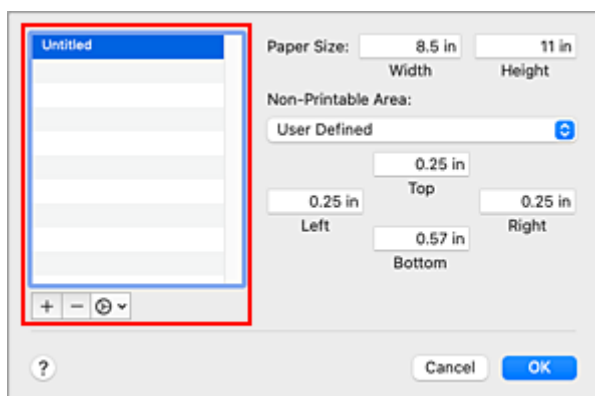 Untitled
Paper Size: 8.5 in 11 in
Width Height
Non-Printable Area:
User Defined
0.25 in
Top
0.25 in 0.25 in
Left Right
0.57 in
Bottom
+ −
? Cancel OK